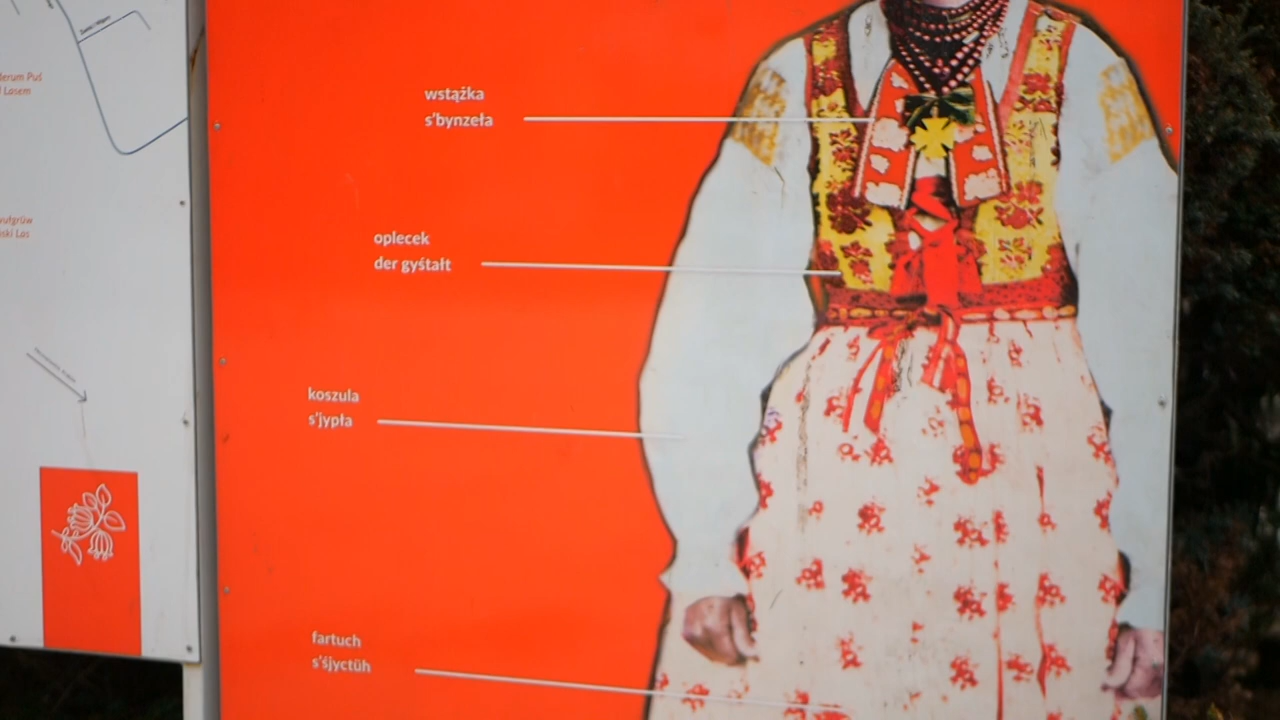 wstążka
s'bynzeła
oplecek
der gyśtałt
koszula
s'jypła
fartuch
s'śjyctüh